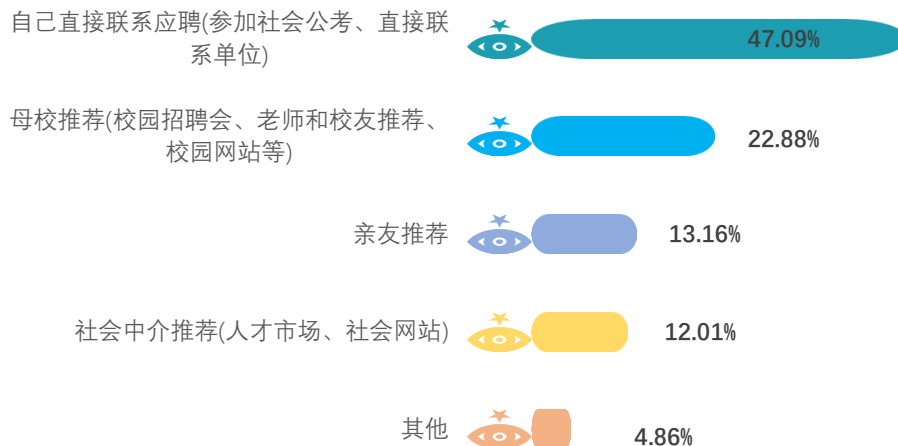 自己直接联系应聘(参加社会公考、直接联
系单位)
47.09%
母校推荐(校园招聘会、老师和校友推荐、
校园网站等)
22.88%
亲友推荐
13.16%
社会中介推荐(人才市场、社会网站)
12.01%
其他
4.86%